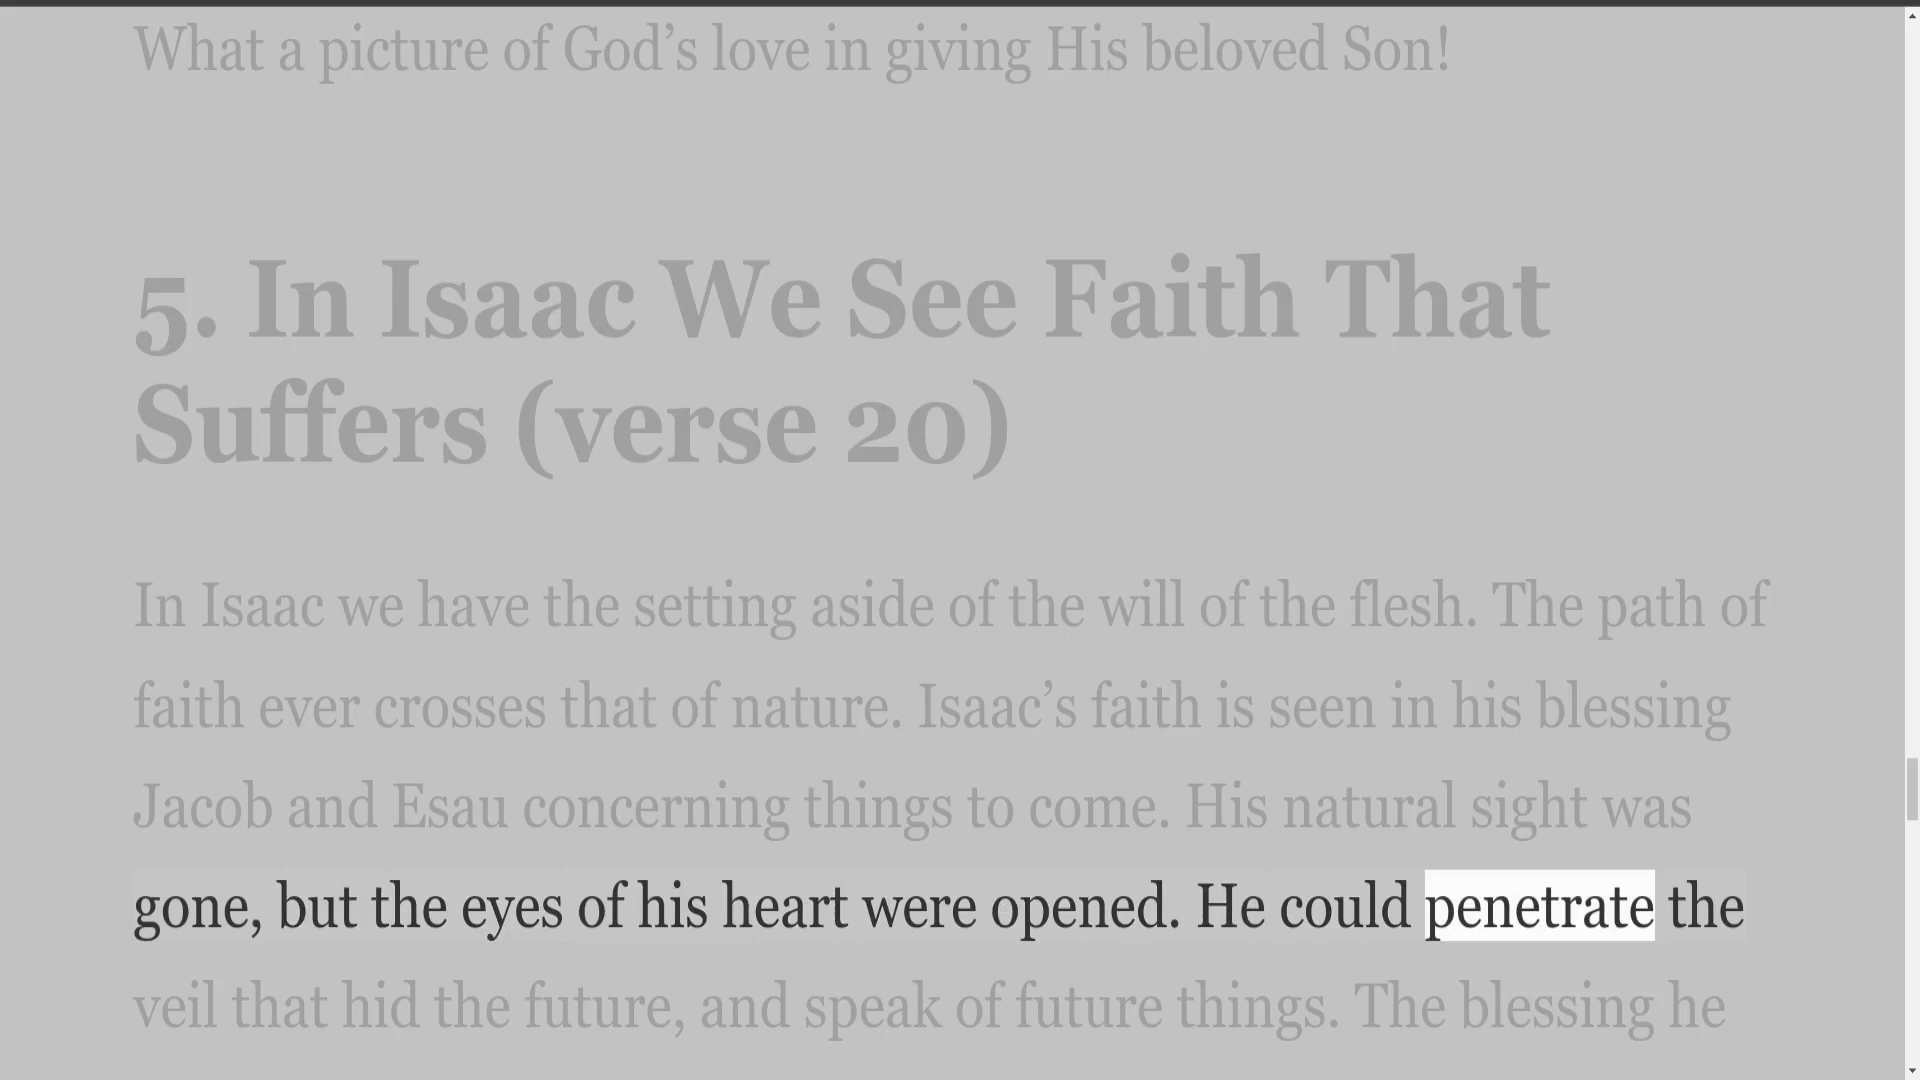 What a picture of God’s love in giving His beloved Son!
5. In Isaac We See Faith That
Suffers (verse 20)
In Isaac we have the setting aside of the will of the flesh. The path of
faith ever crosses that of nature. Isaac’s faith is seen in his blessing
Jacob and Esau concerning things to come. His natural sight was
gone, but the eyes of his heart were opened. He could penetrate the
veil that hid the future, and speak of future things. The blessing he